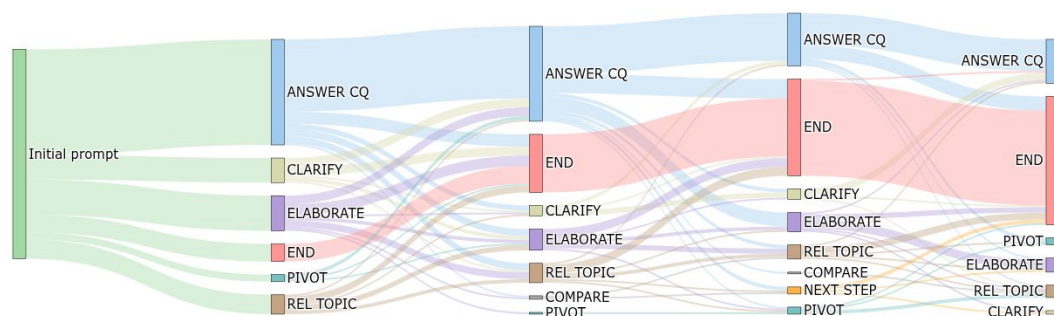 Initial prompt
ANSWER CQ
CLARIFY
ELABORATE
END
PIVOT
REL TOPIC
ANSWER CQ
END
CLARIFY
ELABORATE
REL TOPIC
COMPARE
PIVOT
ANSWER CQ
END
CLARIFY
ELABORATE
REL TOPIC
COMPARE
NEXT STEP
PIVOT
ANSWER CQ
END
PIVOT
ELABORATE
REL TOPIC
CLARIFY